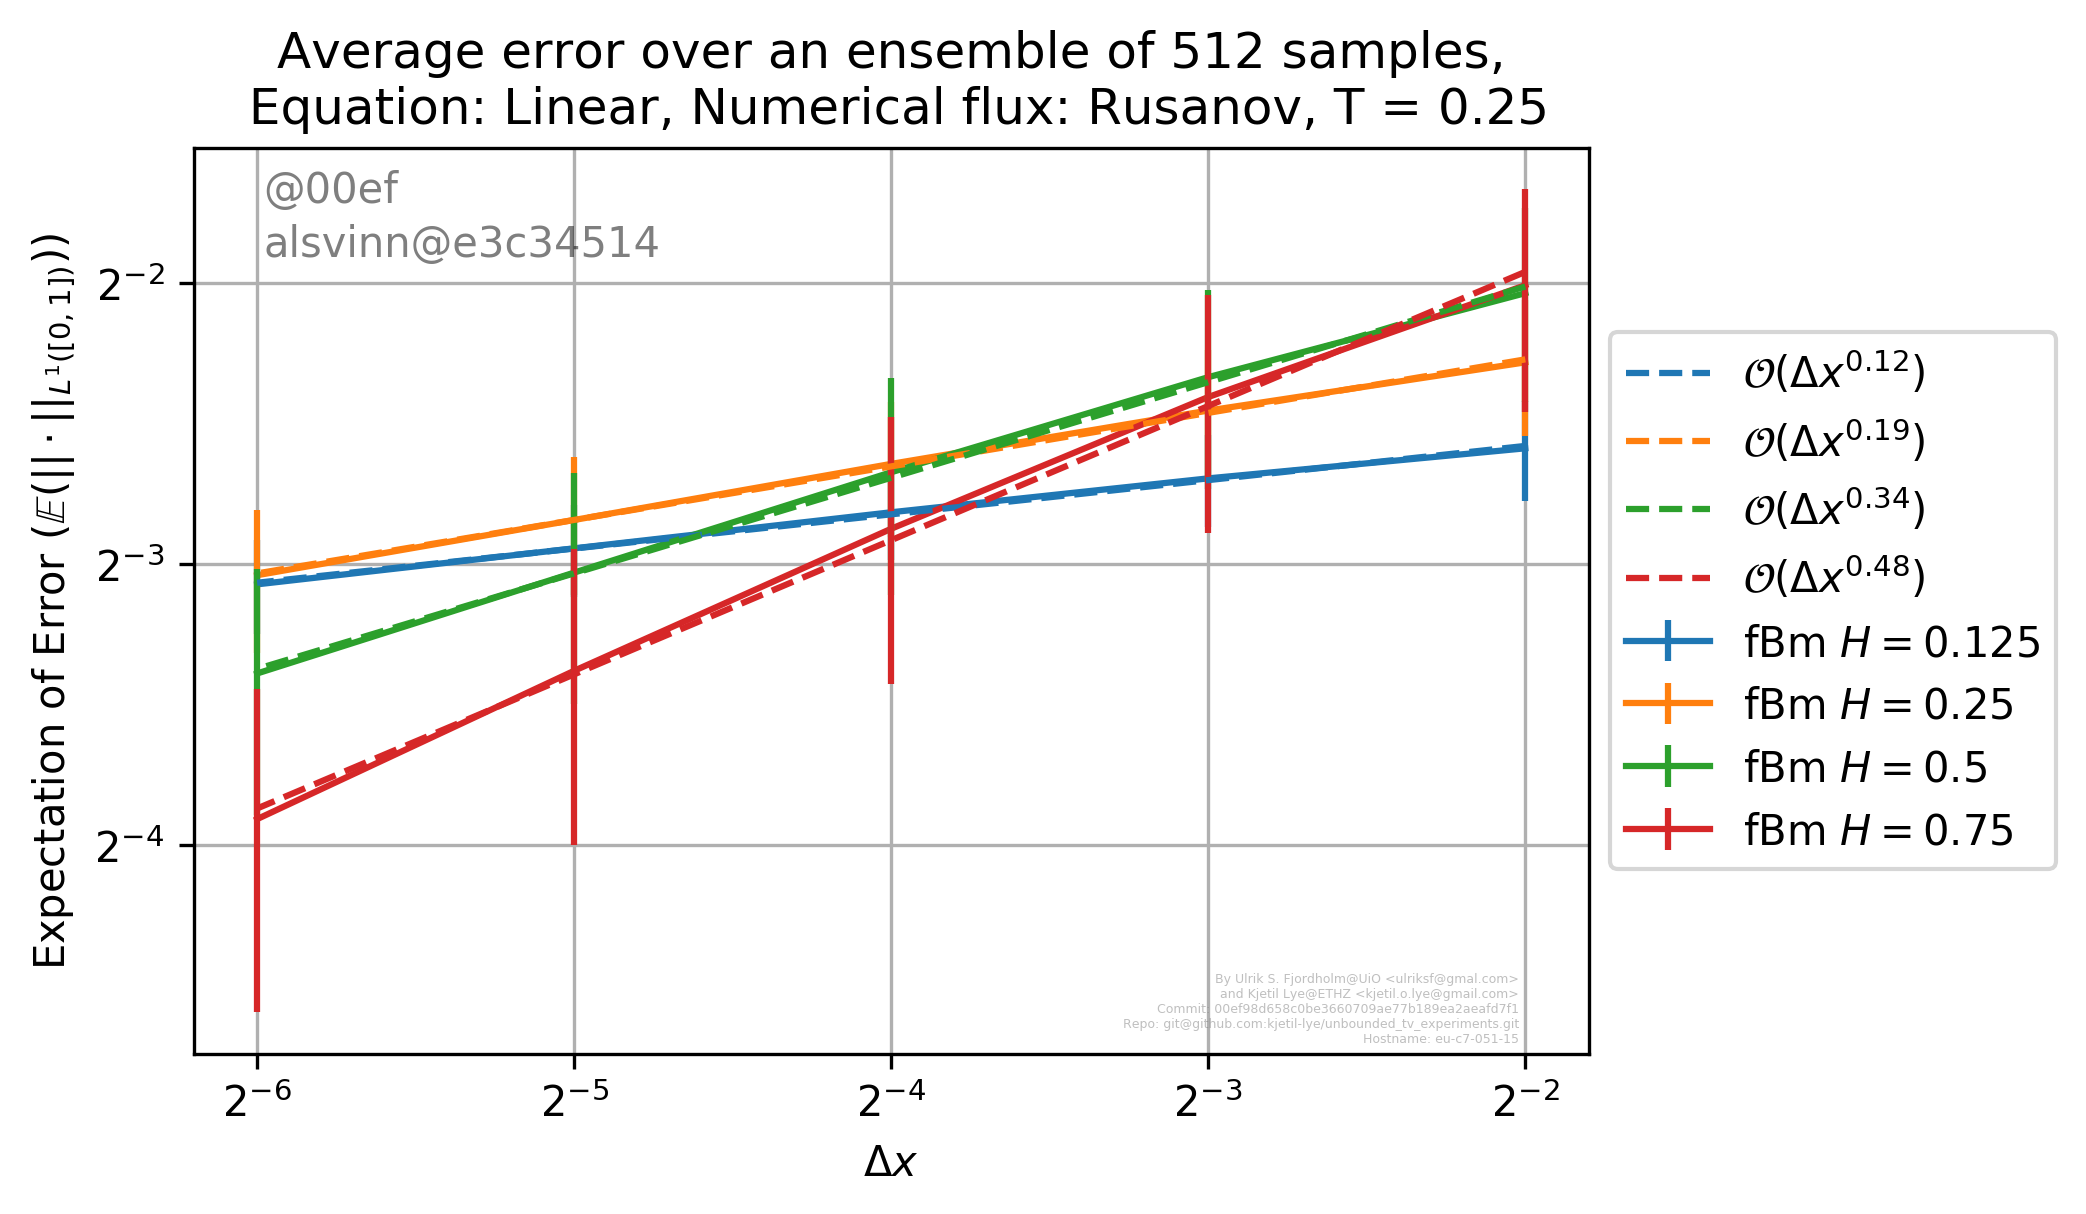 Average error over an ensemble of 512 samples,
Equation: Linear, Numerical flux: Rusanov, T = 0.25
@00ef
alsvinn@e3c34514
Expectation of Error (𝔼(|| · ||_{L^1([0, 1])}))
2^{−2}
2^{−3}
2^{−4}
2^{−6}
2^{−5}
2^{−4}
2^{−3}
2^{−2}
Δx
By Ulrik S. Fjordholm@UiO <ulriksf@gmal.com>
and Kjetil Lye@ETHZ <kjetil.o.lye@gmail.com>
Commit: 00ef98d658c0be3660709ae77b189ea2aeafd7f1
Repo: git@github.com:kjetil-lye/unbounded_tv_experiments.git
Hostname: eu-c7-051-15
𝒪(Δx^{0.12})
𝒪(Δx^{0.19})
𝒪(Δx^{0.34})
𝒪(Δx^{0.48})
fBm H = 0.125
fBm H = 0.25
fBm H = 0.5
fBm H = 0.75